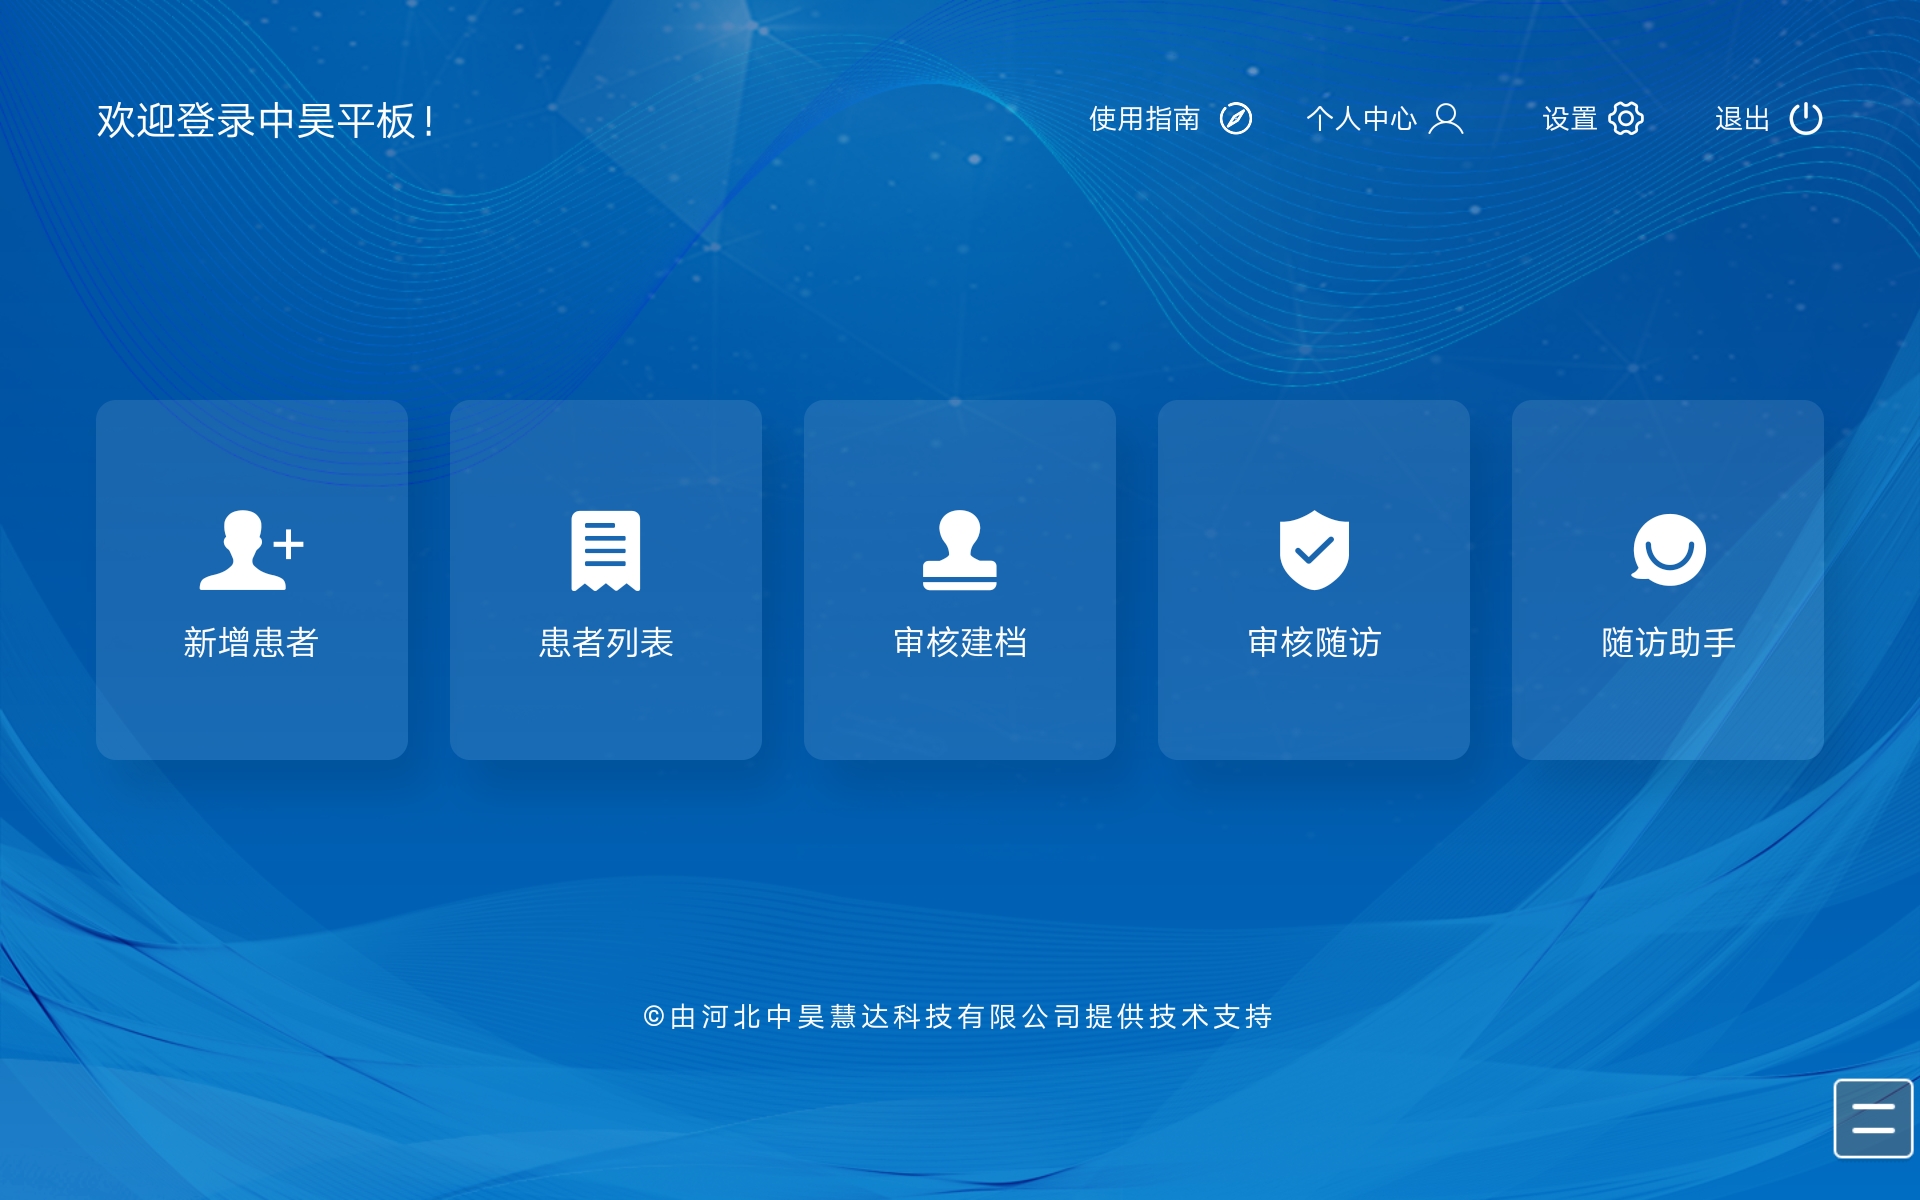 欢迎登录中昊平板!
使用指南 个人中心 设置 退出
新增患者 患者列表 审核建档 审核随访 随访助手
©由河北中昊慧达科技有限公司提供技术支持